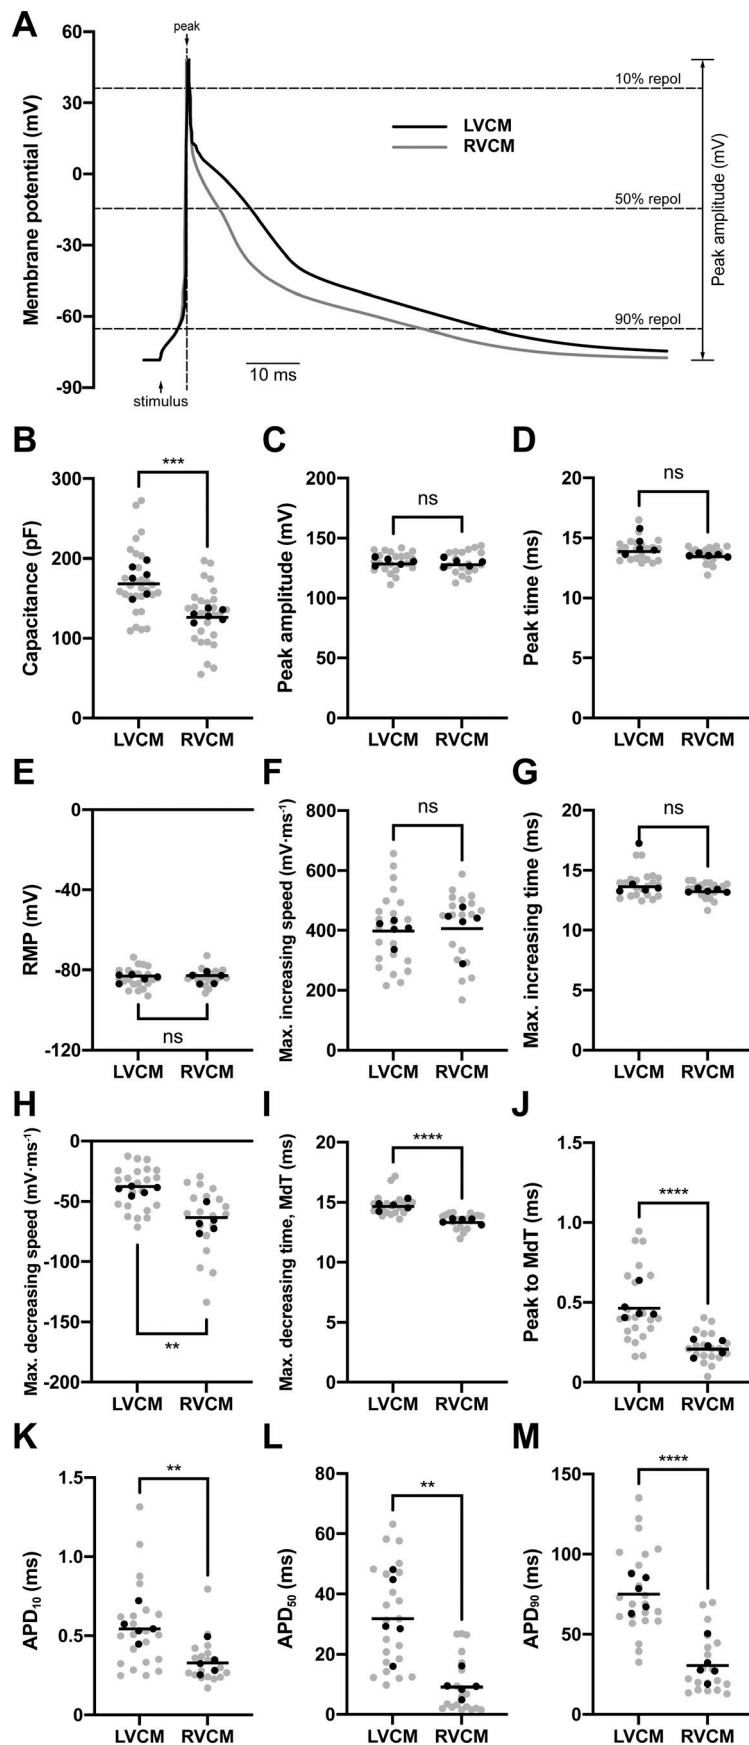 A
peak
60
30
0
-30
-60
-90
Membrane potential (mV)
10% repol
50% repol
90% repol
LVCM
RVCM
Peak amplitude (mV)
10 ms
stimulus
B
Capacitance (pF)
300
200
100
0
***
LVCM RVCM
C
Peak amplitude (mV)
200
150
100
50
0
ns
LVCM RVCM
D
Peak time (ms)
20
15
10
5
0
ns
LVCM RVCM
E
RMP (mV)
0
-40
-80
-120
ns
LVCM RVCM
F
Max. increasing speed (mV·ms⁻¹)
800
600
400
200
0
ns
LVCM RVCM
G
Max. increasing time (ms)
20
15
10
5
0
ns
LVCM RVCM
H
Max. decreasing speed (mV·ms⁻¹)
0
-50
-100
-150
-200
**
LVCM RVCM
I
Max. decreasing time, MdT (ms)
20
15
10
5
0
****
LVCM RVCM
J
Peak to MdT (ms)
1.5
1.0
0.5
0
****
LVCM RVCM
K
APD₁₀ (ms)
1.5
1.0
0.5
0
**
LVCM RVCM
L
APD₅₀ (ms)
80
60
40
20
0
**
LVCM RVCM
M
APD₉₀ (ms)
150
100
50
0
****
LVCM RVCM